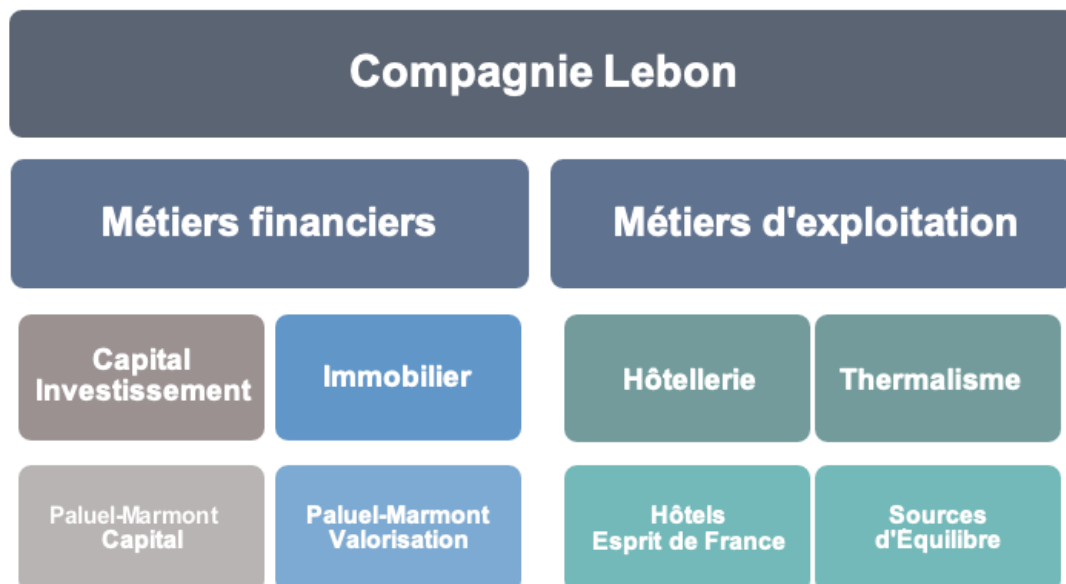 Compagnie Lebon
Métiers financiers
Métiers d'exploitation
Capital
Investissement
Immobilier
Hôtellerie
Thermalisme
Paluel-Marmont
Capital
Paluel-Marmont
Valorisation
Hôtels
Esprit de France
Sources
d'Équilibre